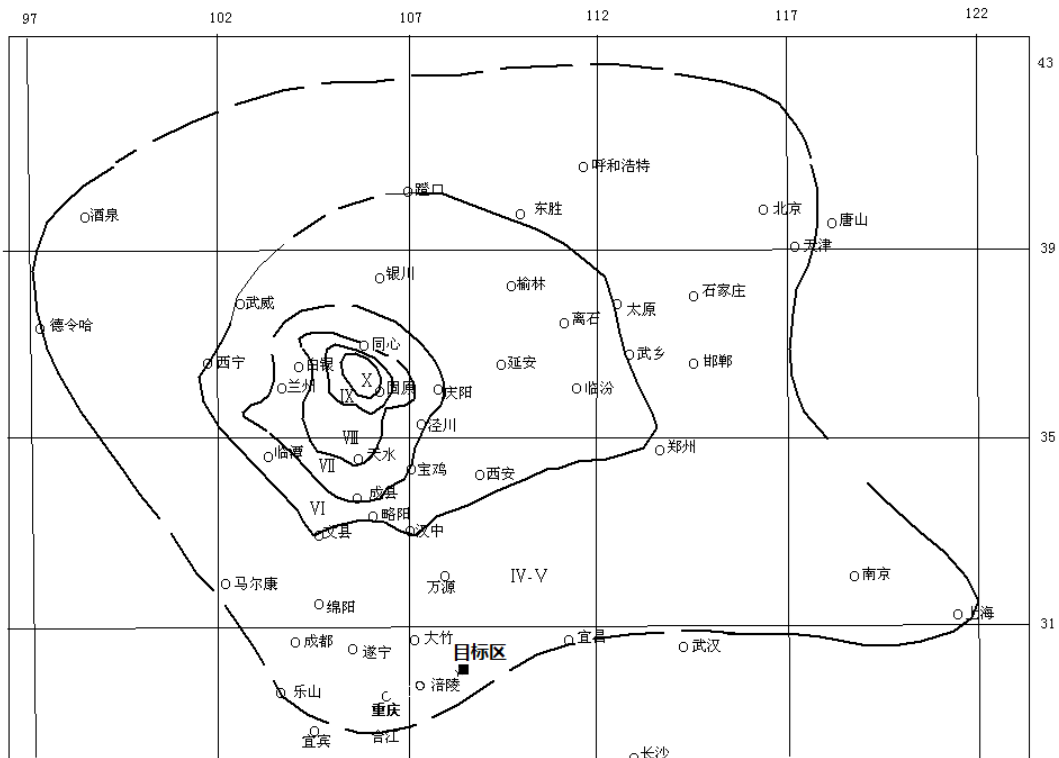 97 102 107 112 117 122
43
呼和浩特
蹬口
酒泉 东胜 北京
唐山
天津 39
银川
榆林 石家庄
武威 太原
德令哈 离石
同心
西宁 白银 延安 武乡 邯郸
X
兰州 固原 庆阳 临汾
IX
泾川
VIII 35
郑州
临潭 VII 天水 宝鸡 西安
成县
VI 略阳
文县 汉中
马尔康 万源 IV-V 南京
绵阳
上海
31
成都 遂宁 大竹 宜昌 武汉
目标区
乐山 涪陵
重庆
宜宾 合江
长沙